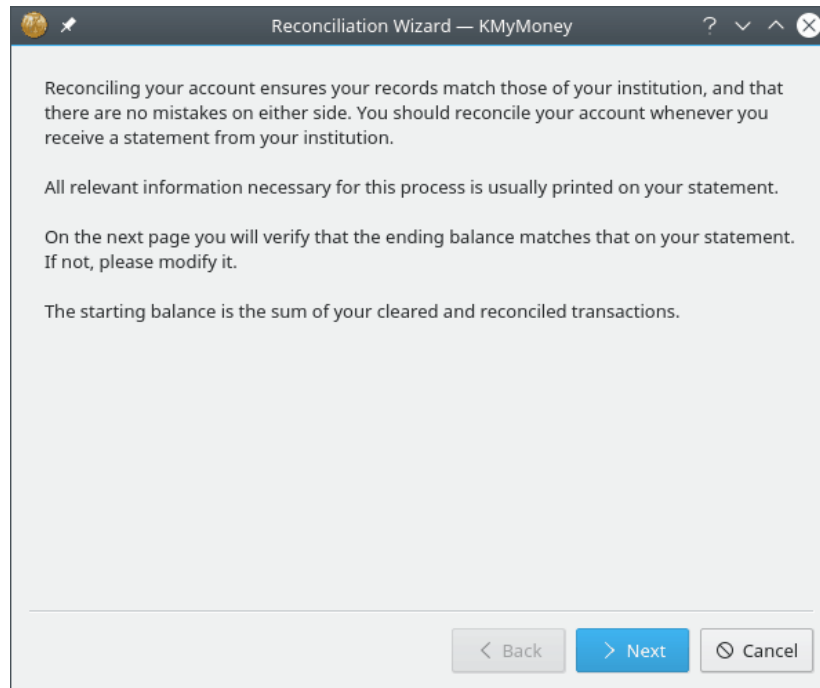 Reconciliation Wizard — KMyMoney
Reconciling your account ensures your records match those of your institution, and that
there are no mistakes on either side. You should reconcile your account whenever you
receive a statement from your institution.
All relevant information necessary for this process is usually printed on your statement.
On the next page you will verify that the ending balance matches that on your statement.
If not, please modify it.
The starting balance is the sum of your cleared and reconciled transactions.
Back
Next
Cancel